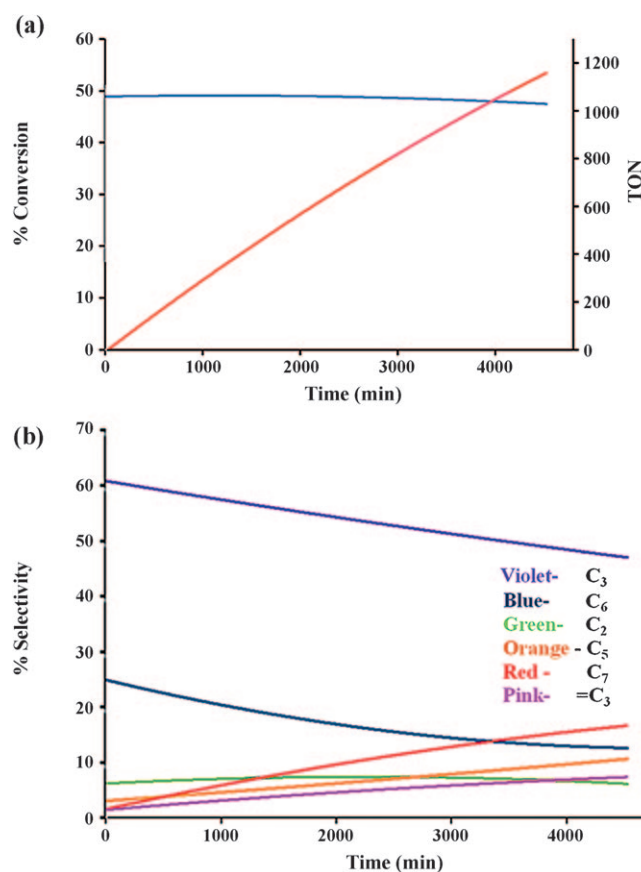 (a)
60
50
40
30
20
10
0
% Conversion
1200
1000
800
600
400
200
0
TON
0 1000 2000 3000 4000
Time (min)
(b)
70
60
50
40
30
20
10
0
% Selectivity
Violet- C₃
Blue- C₆
Green- C₂
Orange - C₅
Red - C₇
Pink- =C₃
0 1000 2000 3000 4000
Time (min)